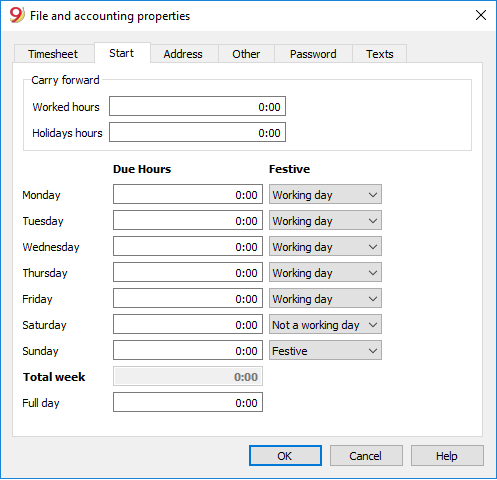 9 File and accounting properties
Timesheet Start Address Other Password Texts
Carry forward
Worked hours 0:00
Holidays hours 0:00
Due Hours Festive
Monday 0:00 Working day
Tuesday 0:00 Working day
Wednesday 0:00 Working day
Thursday 0:00 Working day
Friday 0:00 Working day
Saturday 0:00 Not a working day
Sunday 0:00 Festive
Total week 0:00
Full day 0:00
OK Cancel Help